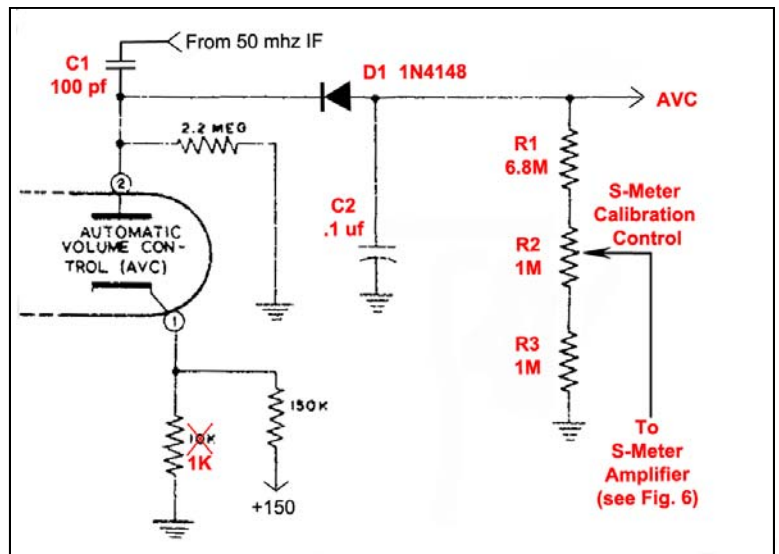 From 50 mhz IF
C1
100 pf
D1 1N4148
AVC
2.2 MEG
R1
6.8M
2
C2
.1 uf
S-Meter
Calibration
Control
AUTOMATIC
VOLUME CON-
TROL (AVC)
R2
1M
1
R3
1M
150K
10K
1K
+150
To
S-Meter
Amplifier
(see Fig. 6)